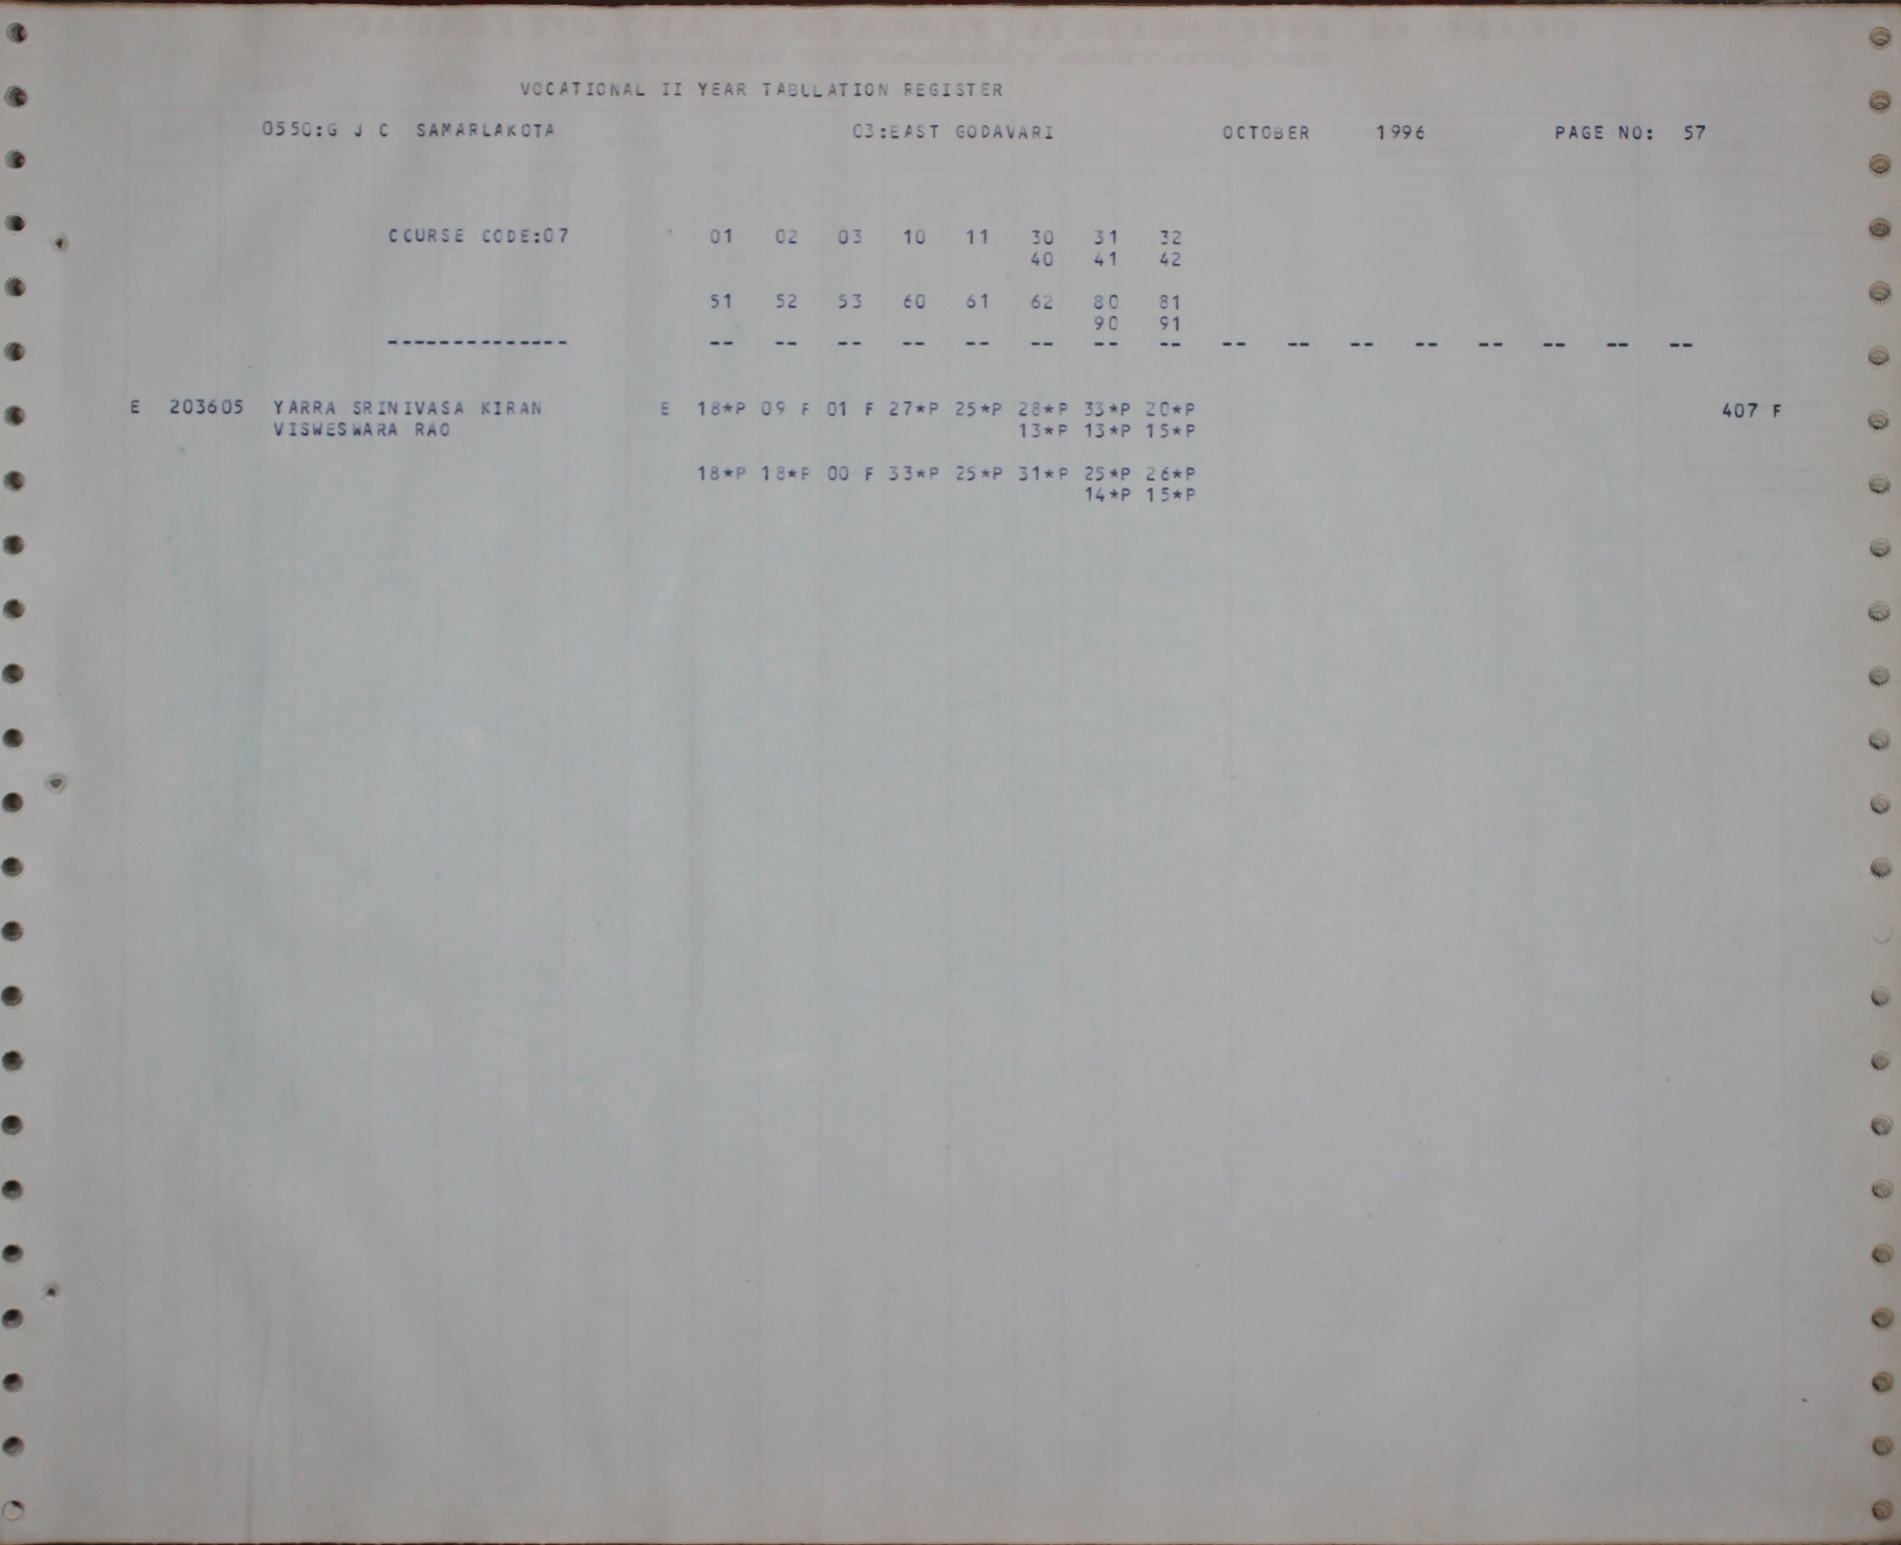 VOCATIONAL II YEAR TABULATION REGISTER
0550:G J C SAMARLAKOTA 03:EAST GODAVARI OCTOBER 1996 PAGE NO: 57
COURSE CODE:07 01 02 03 10 11 30 31 32
40 41 42
51 52 53 60 61 62 80 81
90 91
-------------- -- -- -- -- -- -- -- -- -- -- -- -- -- -- -- --
E 203605 YARRA SRINIVASA KIRAN E 18*P 09 F 01 F 27*P 25*P 28*P 33*P 20*P 407 F
VISWESWARA RAO 13*P 13*P 15*P
18*P 18*P 00 F 33*P 25*P 31*P 25*P 26*P
14*P 15*P